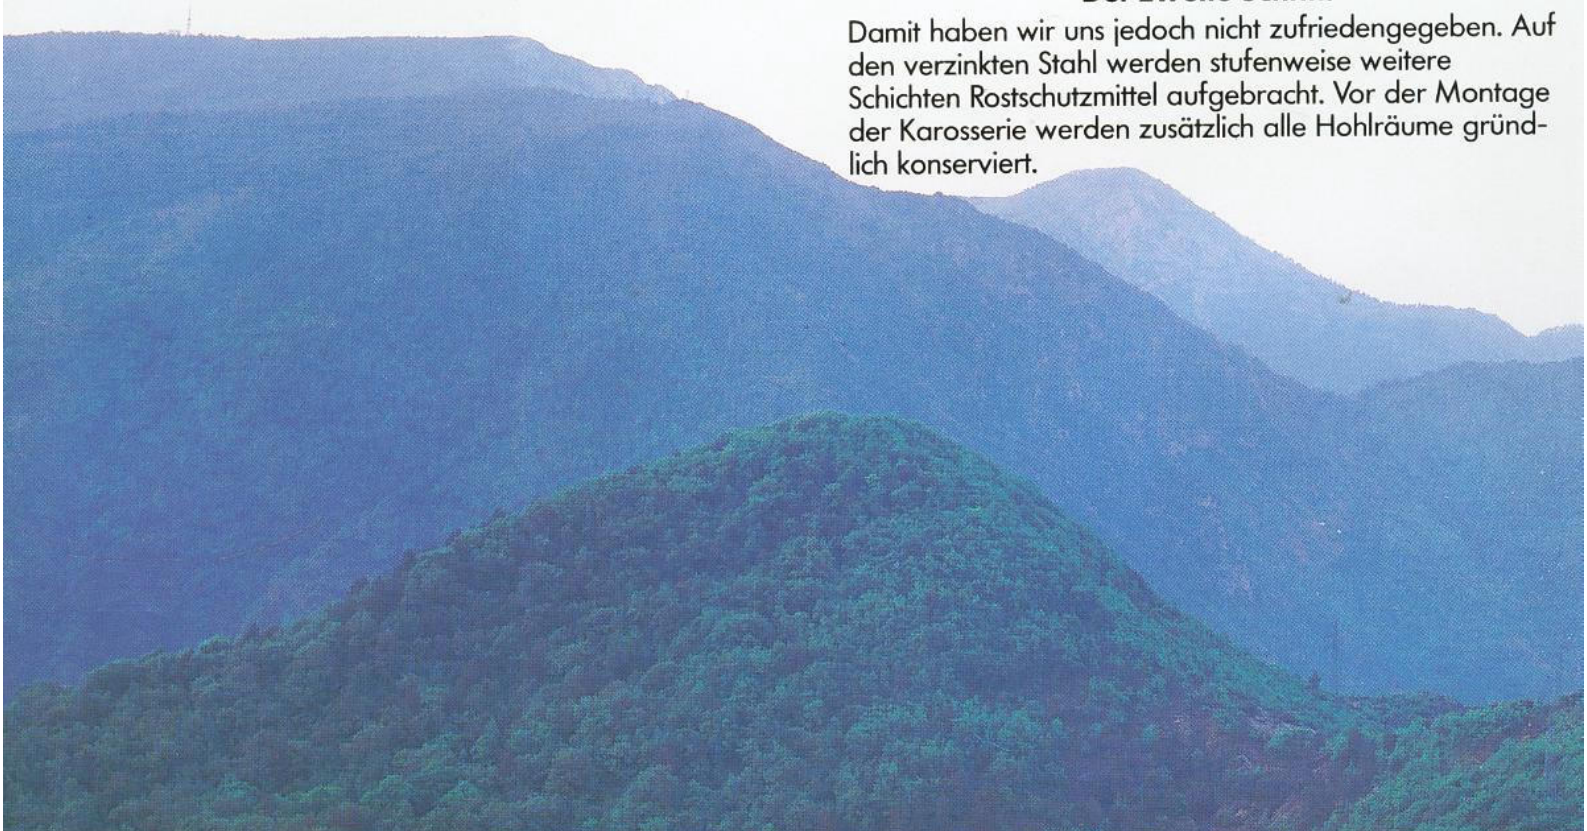 Damit haben wir uns jedoch nicht zufriedengegeben. Auf
den verzinkten Stahl werden stufenweise weitere
Schichten Rostschutzmittel aufgebracht. Vor der Montage
der Karosserie werden zusätzlich alle Hohlräume gründ-
lich konserviert.